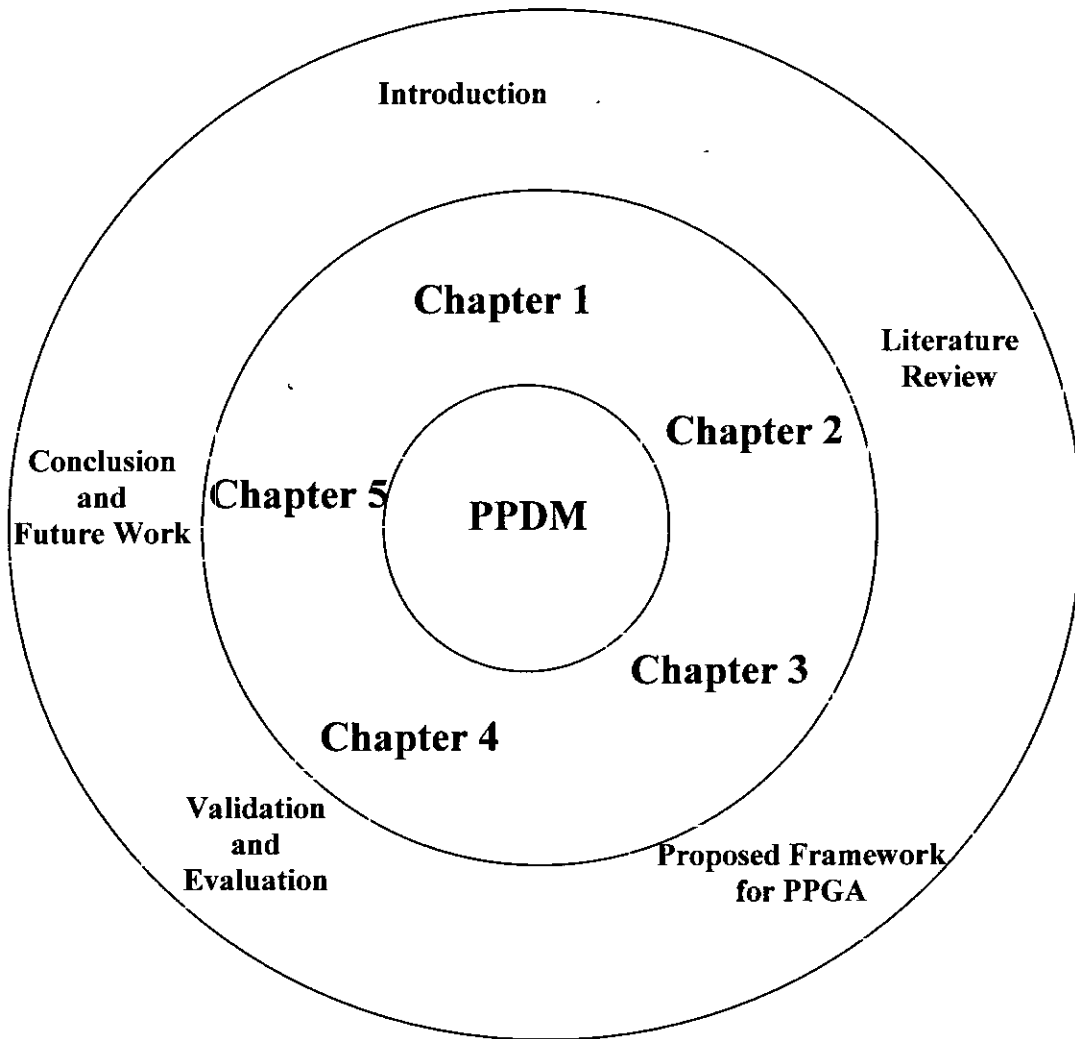 Introduction
Chapter 1
Literature
Review
Chapter 2
Conclusion
and
Future Work
Chapter 5
PPDM
Chapter 3
Chapter 4
Validation
and
Evaluation
Proposed Framework
for PPGA